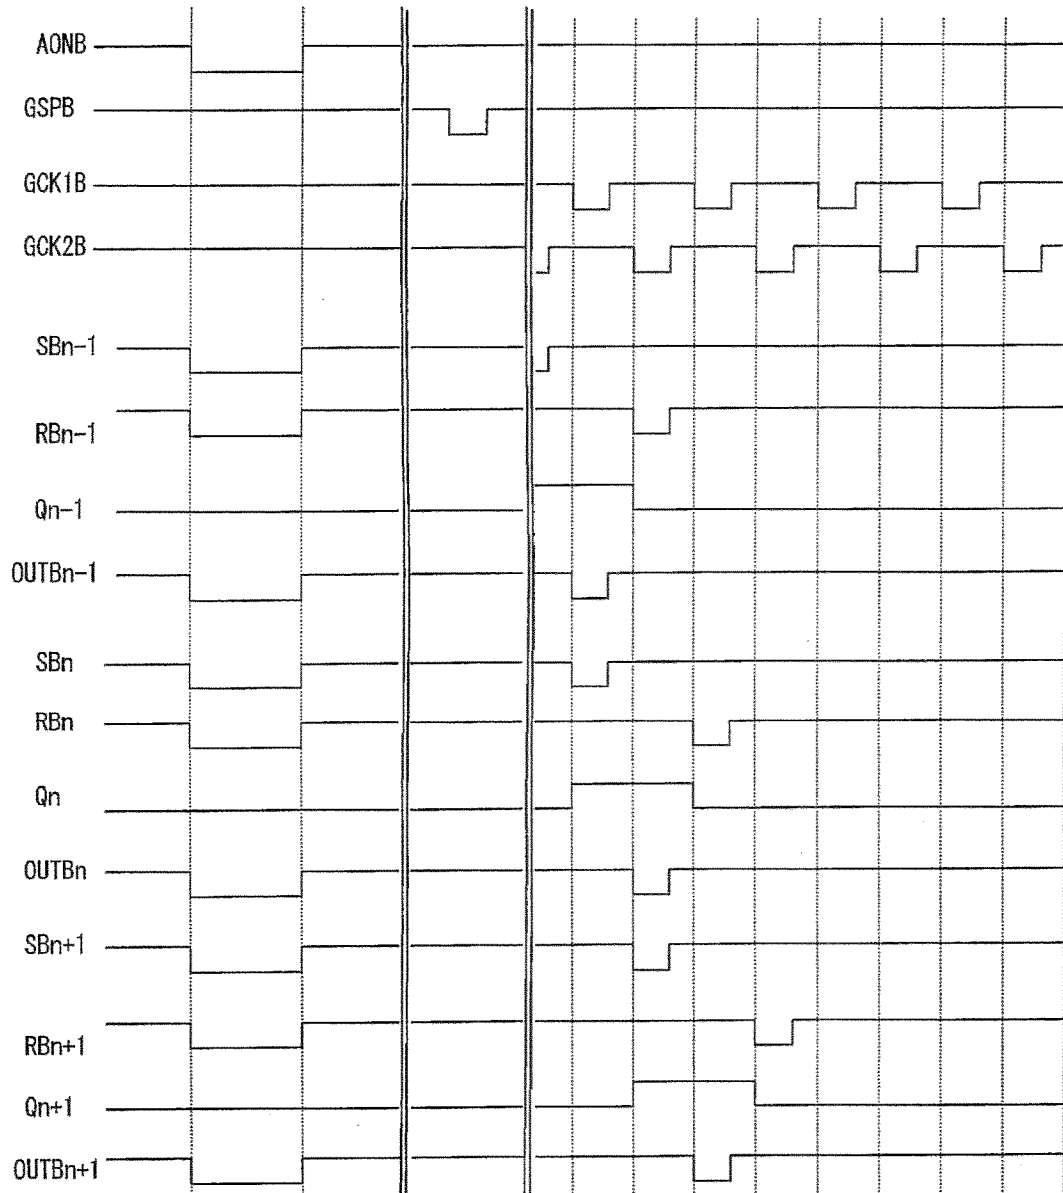 AONB
GSPB
GCK1B
GCK2B
SBn-1
RBn-1
Qn-1
OUTBn-1
SBn
RBn
Qn
OUTBn
SBn+1
RBn+1
Qn+1
OUTBn+1